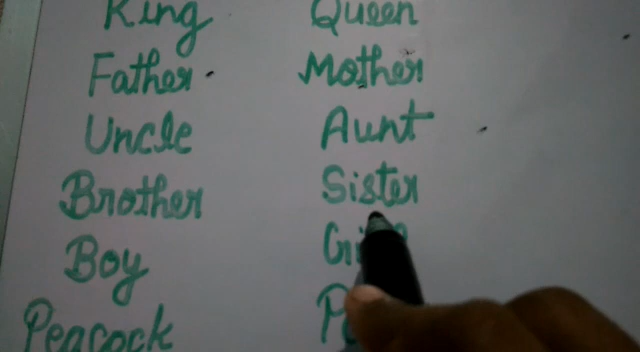 King Queen
Father Mother
Uncle Aunt
Brother Sister
Boy
Peacock